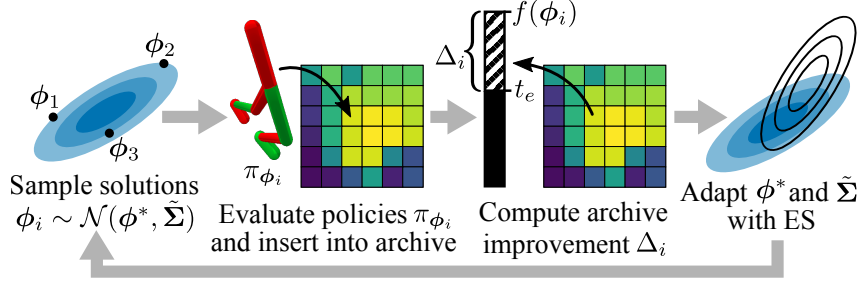 ϕ₁
ϕ₂
ϕ₃
Sample solutions
ϕᵢ ∼ 𝒩(ϕ*, Σ̃)
π_ϕᵢ
Evaluate policies π_ϕᵢ
and insert into archive
f(ϕᵢ)
Δᵢ
tₑ
Compute archive
improvement Δᵢ
Adapt ϕ* and Σ̃
with ES